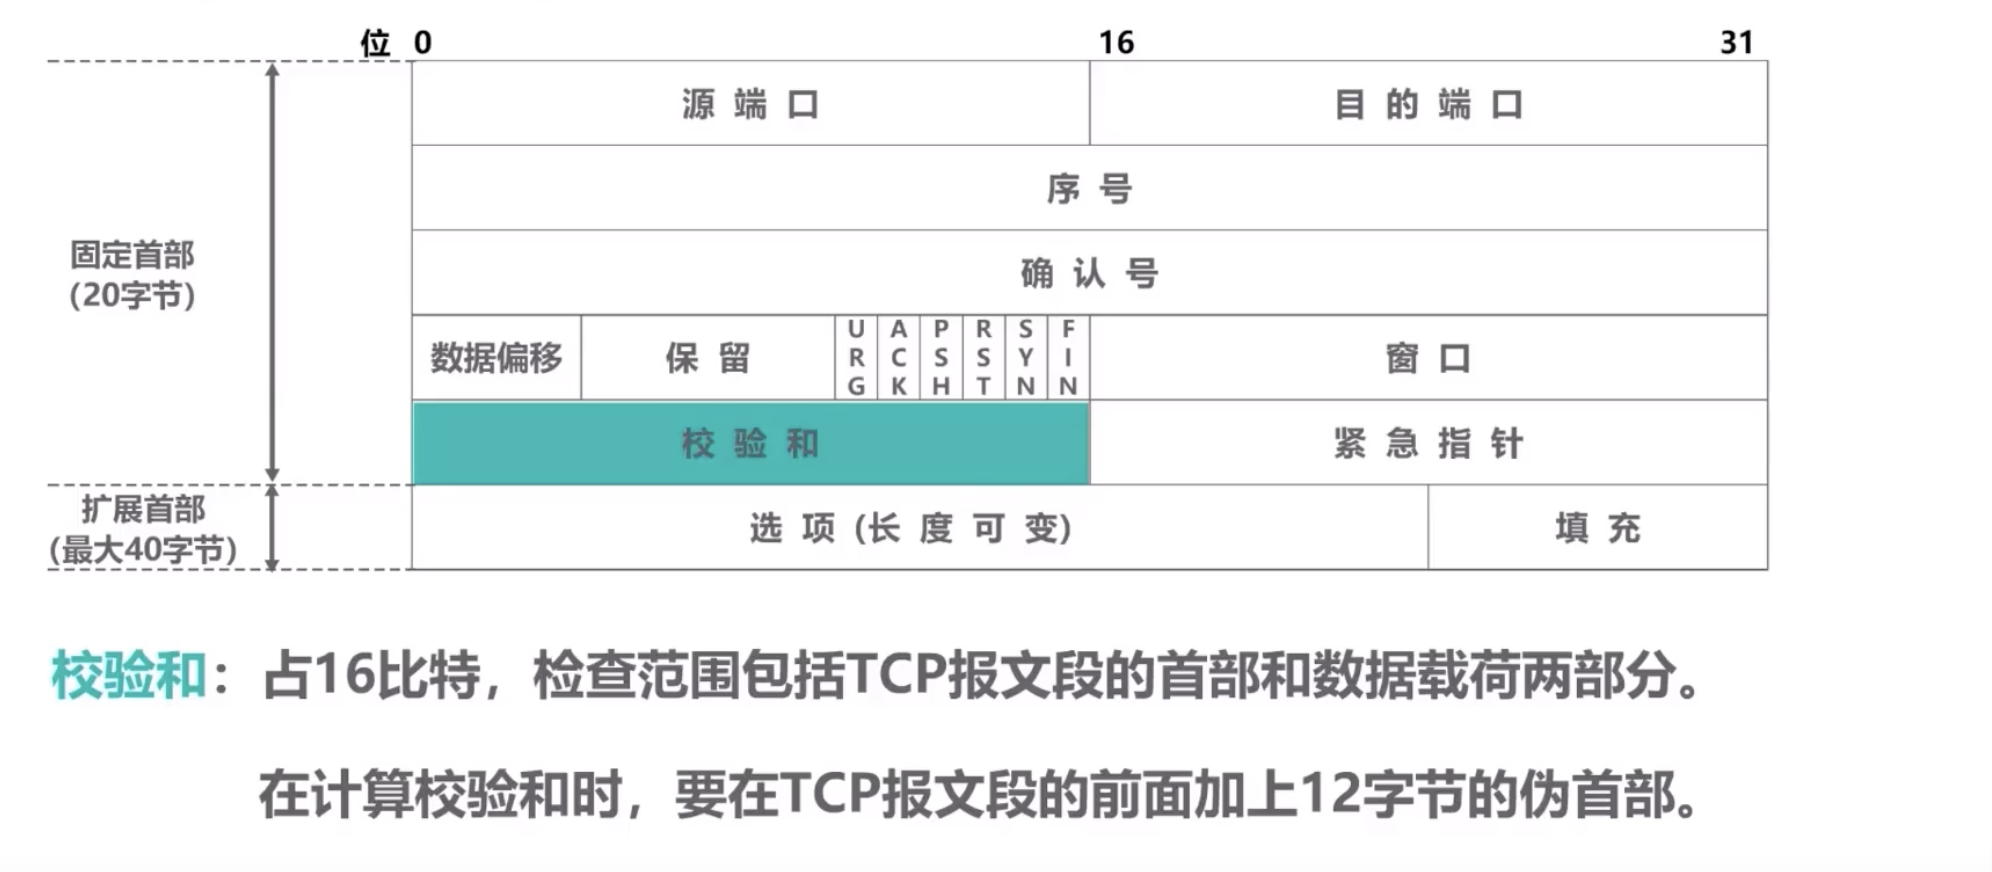 位 0 16 31
源 端 口 目 的 端 口
序 号
固定首部
(20字节)
确 认 号
数据偏移 保 留 URG ACK PSH RST SYN FIN 窗 口
校 验 和 紧 急 指 针
扩展首部
(最大40字节)
选 项 (长 度 可 变) 填 充
校验和：占16比特，检查范围包括TCP报文段的首部和数据载荷两部分。
在计算校验和时，要在TCP报文段的前面加上12字节的伪首部。